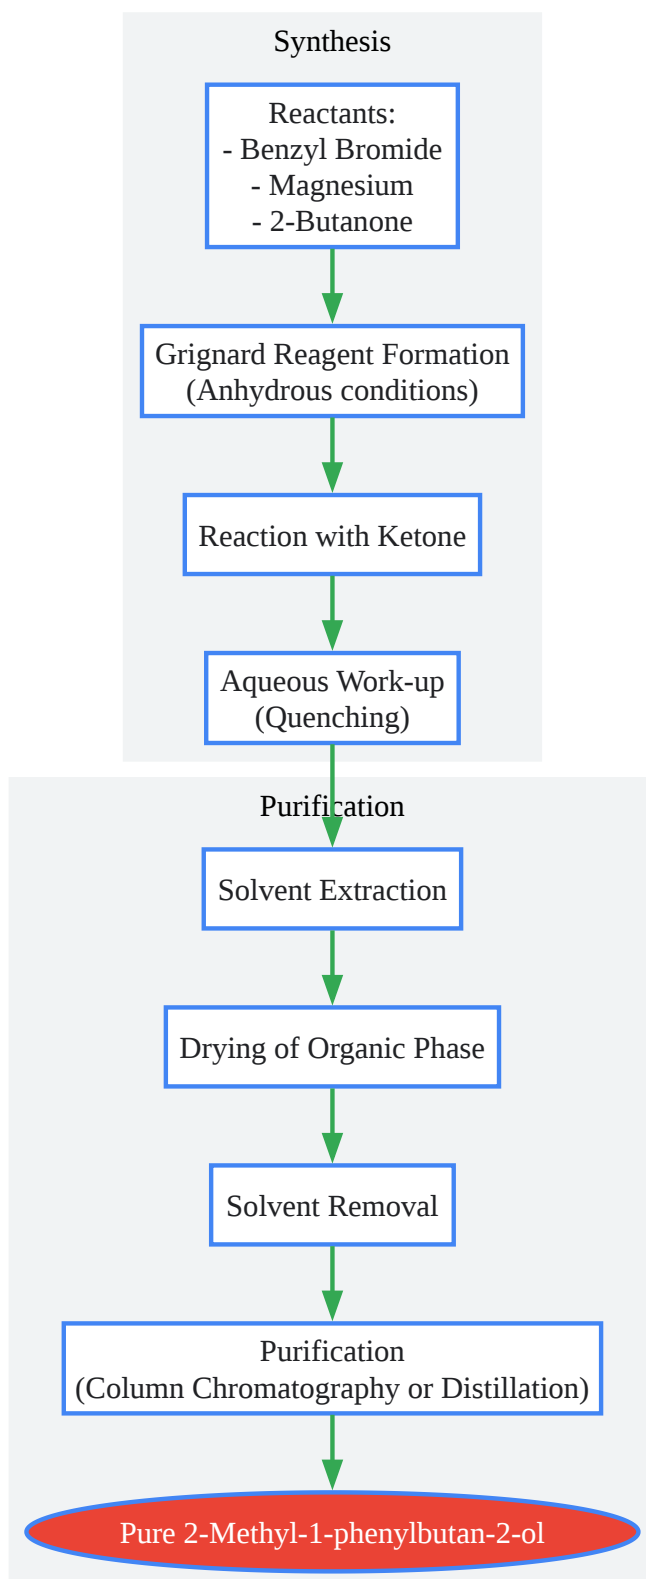 Synthesis
Reactants:
- Benzyl Bromide
- Magnesium
- 2-Butanone
Grignard Reagent Formation
(Anhydrous conditions)
Reaction with Ketone
Aqueous Work-up
(Quenching)
Purification
Solvent Extraction
Drying of Organic Phase
Solvent Removal
Purification
(Column Chromatography or Distillation)
Pure 2-Methyl-1-phenylbutan-2-ol